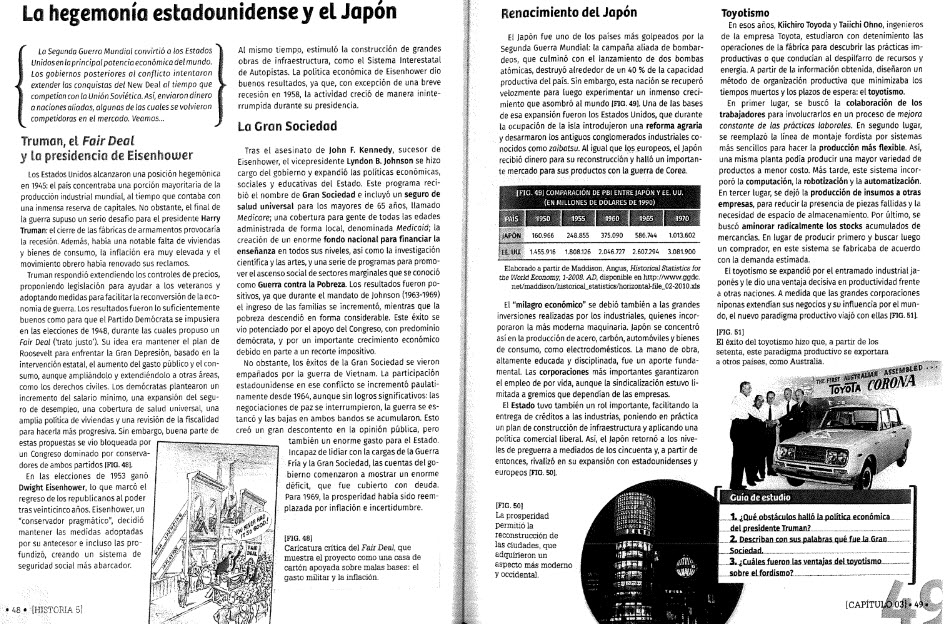 La hegemonía estadounidense y el Japón
La Segunda Guerra Mundial convirtió a los Estados
Unidos en la principal potencia económica del mundo.
Los gobiernos posteriores al conflicto intentaron
extender las conquistas del New Deal al tiempo que
competían con la Unión Soviética. Así, enviaron dinero
a naciones aliadas, algunas de las cuales se volvieron
competidoras en el mercado. Veamos...
Truman, el Fair Deal
y la presidencia de Eisenhower
Los Estados Unidos alcanzaron una posición hegemónica
en 1945: el país concentraba una porción mayoritaria de la
producción industrial mundial, al tiempo que contaba con
una inmensa reserva de capitales. No obstante, el final de
la guerra supuso un serio desafío para el presidente Harry
Truman: el cierre de las fábricas de armamentos provocaría
la recesión. Además, había una notable falta de viviendas
y bienes de consumo, la inflación era muy elevada y el
movimiento obrero había renovado sus reclamos.
Truman respondió extendiendo los controles de precios,
proponiendo legislación para ayudar a los veteranos y
adoptando medidas para facilitar la reconversión de la eco-
nomía de guerra. Los resultados fueron lo suficientemente
buenos como para que el Partido Demócrata se impusiera
en las elecciones de 1948, durante las cuales propuso un
Fair Deal (‘trato justo’). Su idea era mantener el plan de
Roosevelt para enfrentar la Gran Depresión, basado en la
intervención estatal, el aumento del gasto público y el con-
sumo, aunque ampliándolo y extendiéndolo a otras áreas,
como los derechos civiles. Los demócratas plantearon un
incremento del salario mínimo, una expansión del segu-
ro de desempleo, una cobertura de salud universal, una
amplia política de viviendas y una revisión de la fiscalidad
para hacerla más progresiva. Sin embargo, buena parte de
estas propuestas se vio bloqueada por
un Congreso dominado por conserva-
dores de ambos partidos [FIG. 48].
En las elecciones de 1953 ganó
Dwight Eisenhower, lo que marcó el
regreso de los republicanos al poder
tras veinticinco años. Eisenhower, un
“conservador pragmático”, decidió
mantener las medidas adoptadas
por su antecesor e incluso las pro-
fundizó, creando un sistema de
seguridad social más abarcador.
• 48 • [HISTORIA 5]
Al mismo tiempo, estimuló la construcción de grandes
obras de infraestructura, como el Sistema Interestatal
de Autopistas. La política económica de Eisenhower dio
buenos resultados, ya que, con excepción de una breve
recesión en 1958, la actividad creció de manera ininte-
rrumpida durante su presidencia.
La Gran Sociedad
Tras el asesinato de John F. Kennedy, sucesor de
Eisenhower, el vicepresidente Lyndon B. Johnson se hizo
cargo del gobierno y expandió las políticas económicas,
sociales y educativas del Estado. Este programa reci-
bió el nombre de Gran Sociedad e incluyó un seguro de
salud universal para los mayores de 65 años, llamado
Medicare; una cobertura para gente de todas las edades
administrada de forma local, denominada Medicaid; la
creación de un enorme fondo nacional para financiar la
enseñanza en todos sus niveles, así como la investigación
científica y las artes, y una serie de programas para promo-
ver el ascenso social de sectores marginales que se conoció
como Guerra contra la Pobreza. Los resultados fueron po-
sitivos, ya que durante el mandato de Johnson (1963-1969)
el ingreso de las familias se incrementó, mientras que la
pobreza descendió en forma considerable. Este éxito se
vio potenciado por el apoyo del Congreso, con predominio
demócrata, y por un importante crecimiento económico
debido en parte a un recorte impositivo.
No obstante, los éxitos de la Gran Sociedad se vieron
empañados por la guerra de Vietnam. La participación
estadounidense en ese conflicto se incrementó paulati-
namente desde 1964, aunque sin logros significativos: las
negociaciones de paz se interrumpieron, la guerra se es-
tancó y las bajas en ambos bandos se acumularon. Esto
creó un gran descontento en la opinión pública, pero
también un enorme gasto para el Estado.
Incapaz de lidiar con las cargas de la Guerra
Fría y la Gran Sociedad, las cuentas del go-
bierno comenzaron a mostrar un enorme
déficit, que fue cubierto con deuda.
Para 1969, la prosperidad había sido reem-
plazada por inflación e incertidumbre.
[FIG. 48]
Caricatura crítica del Fair Deal, que
muestra el proyecto como una casa de
cartón apoyada sobre malas bases: el
gasto militar y la inflación.
Renacimiento del Japón
El Japón fue uno de los países más golpeados por la
Segunda Guerra Mundial: la campaña aliada de bombar-
deos, que culminó con el lanzamiento de dos bombas
atómicas, destruyó alrededor de un 40 % de la capacidad
productiva del país. Sin embargo, esta nación se recuperó
velozmente para luego experimentar un inmenso creci-
miento que asombró al mundo [FIG. 49]. Una de las bases
de esa expansión fueron los Estados Unidos, que durante
la ocupación de la isla introdujeron una reforma agraria
y desarmaron los antiguos conglomerados industriales co-
nocidos como zaibatsu. Al igual que los europeos, el Japón
recibió dinero para su reconstrucción y halló un importan-
te mercado para sus productos con la guerra de Corea.
[FIG. 49] COMPARACIÓN DE PBI ENTRE JAPÓN Y EE. UU.
(EN MILLONES DE DÓLARES DE 1990)
PAÍS 1950 1955 1960 1965 1970
JAPÓN 160.966 248.855 375.090 586.744 1.013.602
EE. UU. 1.455.916 1.808.126 2.046.727 2.607.294 3.081.900
Elaborado a partir de Maddison, Angus, Historical Statistics for
the World Economy, 1-2008. AD, disponible en http://www.ggdc.
net/maddison/historical_statistics/horizontal-file_02-2010.xls
El “milagro económico” se debió también a las grandes
inversiones realizadas por los industriales, quienes incor-
poraron la más moderna maquinaria. Japón se concentró
así en la producción de acero, carbón, automóviles y bienes
de consumo, como electrodomésticos. La mano de obra,
altamente educada y disciplinada, fue un aporte funda-
mental. Las corporaciones más importantes garantizaron
el empleo de por vida, aunque la sindicalización estuvo li-
mitada a gremios que dependían de las empresas.
El Estado tuvo también un rol importante, facilitando la
entrega de créditos a las industrias, poniendo en práctica
un plan de construcción de infraestructura y aplicando una
política comercial liberal. Así, el Japón retornó a los nive-
les de preguerra a mediados de los cincuenta y, a partir de
entonces, rivalizó en su expansión con estadounidenses y
europeos [FIG. 50].
[FIG. 50]
La prosperidad
permitió la
reconstrucción de
las ciudades, que
adquirieron un
aspecto más moderno
y occidental.
Toyotismo
En esos años, Kiichiro Toyoda y Taiichi Ohno, ingenieros
de la empresa Toyota, estudiaron con detenimiento las
operaciones de la fábrica para descubrir las prácticas im-
productivas o que conducían al despilfarro de recursos y
energía. A partir de la información obtenida, diseñaron un
método de organización productiva que minimizaba los
tiempos muertos y los plazos de espera: el toyotismo.
En primer lugar, se buscó la colaboración de los
trabajadores para involucrarlos en un proceso de mejora
constante de las prácticas laborales. En segundo lugar,
se reemplazó la línea de montaje fordista por sistemas
más sencillos para hacer la producción más flexible. Así,
una misma planta podía producir una mayor variedad de
productos a menor costo. Más tarde, este sistema incor-
poró la computación, la robotización y la automatización.
En tercer lugar, se dejó la producción de insumos a otras
empresas, para reducir la presencia de piezas fallidas y la
necesidad de espacio de almacenamiento. Por último, se
buscó aminorar radicalmente los stocks acumulados de
mercancías. En lugar de producir primero y buscar luego
un comprador, en este sistema se fabricaba de acuerdo
con la demanda estimada.
El toyotismo se expandió por el entramado industrial ja-
ponés y le dio una ventaja decisiva en productividad frente
a otras naciones. A medida que las grandes corporaciones
niponas extendían sus negocios y su influencia por el mun-
do, el nuevo paradigma productivo viajó con ellas [FIG. 51].
[FIG. 51]
El éxito del toyotismo hizo que, a partir de los
setenta, este paradigma productivo se exportara
a otros países, como Australia.
THE FIRST AUSTRALIAN ASSEMBLED...
TOYOTA CORONA
Guía de estudio
1. ¿Qué obstáculos halló la política económica
del presidente Truman?
2. Describan con sus palabras qué fue la Gran
Sociedad.
3. ¿Cuáles fueron las ventajas del toyotismo
sobre el fordismo?
[CAPÍTULO 03] • 49 •
49